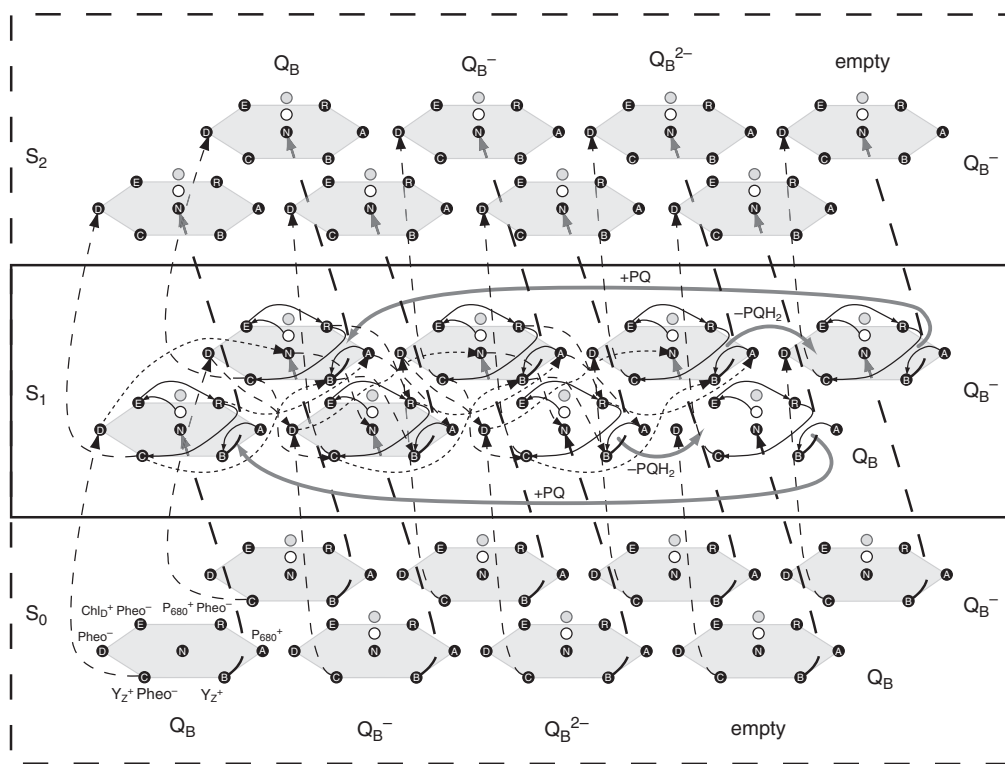 Q_B Q_B^− Q_B^2− empty
E R E R E R E R
D N A D N A D N A D N A
C B C B C B C B
S_2 Q_B^−
E R E R E R
D N A D N A D N A
C B C B C B
+PQ
−PQH_2
E R E R E R E R
D N A D N A D N A D N A
C B C B C B C B
S_1 Q_B^−
E R E R E R E R
D N A D N A D N A D N A
C B C B C B C B
Q_B
−PQH_2
+PQ
E R E R E R E R
D N A D N A D N A D N A
C B C B C B C B
S_0 Q_B^−
Chl_D^+ Pheo^− P_680^+ Pheo^−
E R E R E R E R
Pheo^− P_680^+
D N A D N A D N A D N A
C B C B C B C B
Q_B
Y_Z^+ Pheo^− Y_Z^+
Q_B Q_B^− Q_B^2− empty